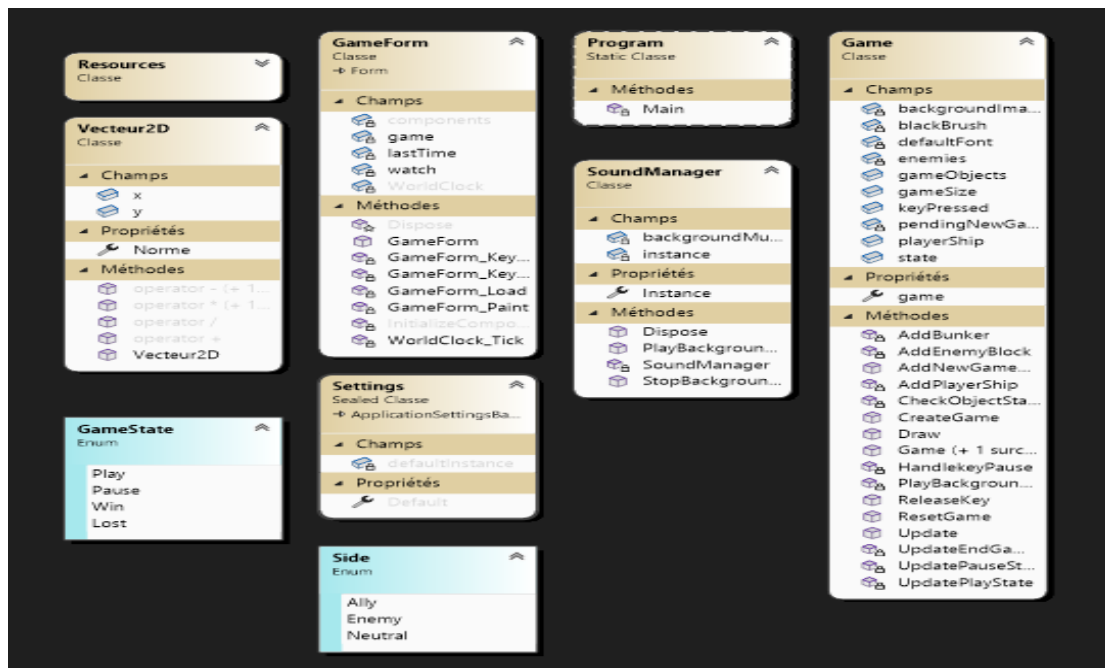 Resources
Classe
Vecteur2D
Classe
Champs
x
y
Propriétés
Norme
Méthodes
operator - (+ 1...
operator * (+ 1...
operator /
operator +
Vecteur2D
GameState
Enum
Play
Pause
Win
Lost
GameForm
Classe
Form
Champs
components
game
lastTime
watch
WorldClock
Méthodes
Dispose
GameForm
GameForm_Key...
GameForm_Key...
GameForm_Load
GameForm_Paint
InitializeCompo...
WorldClock_Tick
Settings
Sealed Classe
ApplicationSettingsBa...
Champs
defaultInstance
Propriétés
Default
Side
Enum
Ally
Enemy
Neutral
Program
Static Classe
Méthodes
Main
SoundManager
Classe
Champs
backgroundMu...
instance
Propriétés
Instance
Méthodes
Dispose
PlayBackgroun...
SoundManager
StopBackgroun...
Game
Classe
Champs
backgroundIma...
blackBrush
defaultFont
enemies
gameObjects
gameSize
keyPressed
pendingNewGa...
playerShip
state
Propriétés
game
Méthodes
AddBunker
AddEnemyBlock
AddNewGame...
AddPlayerShip
CheckObjectSta...
CreateGame
Draw
Game (+ 1 surc...
HandlekeyPause
PlayBackgroun...
ReleaseKey
ResetGame
Update
UpdateEndGa...
UpdatePauseSt...
UpdatePlayState